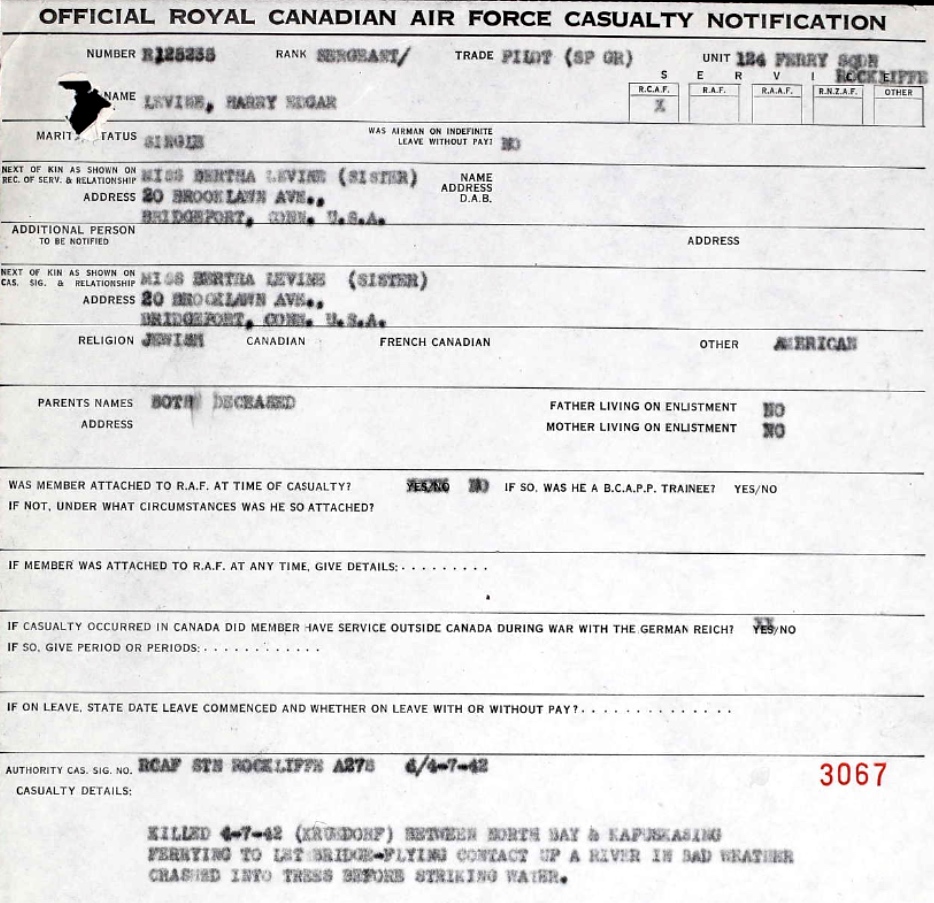 OFFICIAL ROYAL CANADIAN AIR FORCE CASUALTY NOTIFICATION
NUMBER R125235 RANK SERGEANT/ TRADE PILOT (SP GR) UNIT 124 FERRY SQDN
ROCKLIFFE
S E R V I C E
R.C.A.F. R.A.F. R.A.A.F. R.N.Z.A.F. OTHER
X
NAME LEVINE, HARRY EDGAR
MARIT TATUS SINGLE WAS AIRMAN ON INDEFINITE
LEAVE WITHOUT PAY? NO
NEXT OF KIN AS SHOWN ON
REC. OF SERV. & RELATIONSHIP MISS BERTHA LEVINE (SISTER) NAME
ADDRESS 20 BROOKLAWN AVE., ADDRESS
BRIDGEPORT, CONN. U.S.A. D.A.B.
ADDITIONAL PERSON
TO BE NOTIFIED ADDRESS
NEXT OF KIN AS SHOWN ON
CAS. SIG. & RELATIONSHIP MISS BERTHA LEVINE (SISTER)
ADDRESS 20 BROOKLAWN AVE.,
BRIDGEPORT, CONN. U.S.A.
RELIGION JEWISH CANADIAN FRENCH CANADIAN OTHER AMERICAN
PARENTS NAMES BOTH DECEASED FATHER LIVING ON ENLISTMENT NO
ADDRESS MOTHER LIVING ON ENLISTMENT NO
WAS MEMBER ATTACHED TO R.A.F. AT TIME OF CASUALTY? YES/NO NO IF SO, WAS HE A B.C.A.P.P. TRAINEE? YES/NO
IF NOT, UNDER WHAT CIRCUMSTANCES WAS HE SO ATTACHED?
IF MEMBER WAS ATTACHED TO R.A.F. AT ANY TIME, GIVE DETAILS: . . . . . . . . .
IF CASUALTY OCCURRED IN CANADA DID MEMBER HAVE SERVICE OUTSIDE CANADA DURING WAR WITH THE GERMAN REICH? YES/NO
IF SO, GIVE PERIOD OR PERIODS: . . . . . . . . . . . .
IF ON LEAVE, STATE DATE LEAVE COMMENCED AND WHETHER ON LEAVE WITH OR WITHOUT PAY? . . . . . . . . . . . . . .
AUTHORITY CAS. SIG. NO. RCAF STN ROCKLIFFE A278 d/4-7-42 3067
CASUALTY DETAILS:
KILLED 4-7-42 BETWEEN NORTH BAY & KAPUSKASING
FERRYING TO LET BRIDGE-FLYING CONTACT UP A RIVER IN BAD WEATHER
CRASHED INTO TREES BEFORE STRIKING WATER.